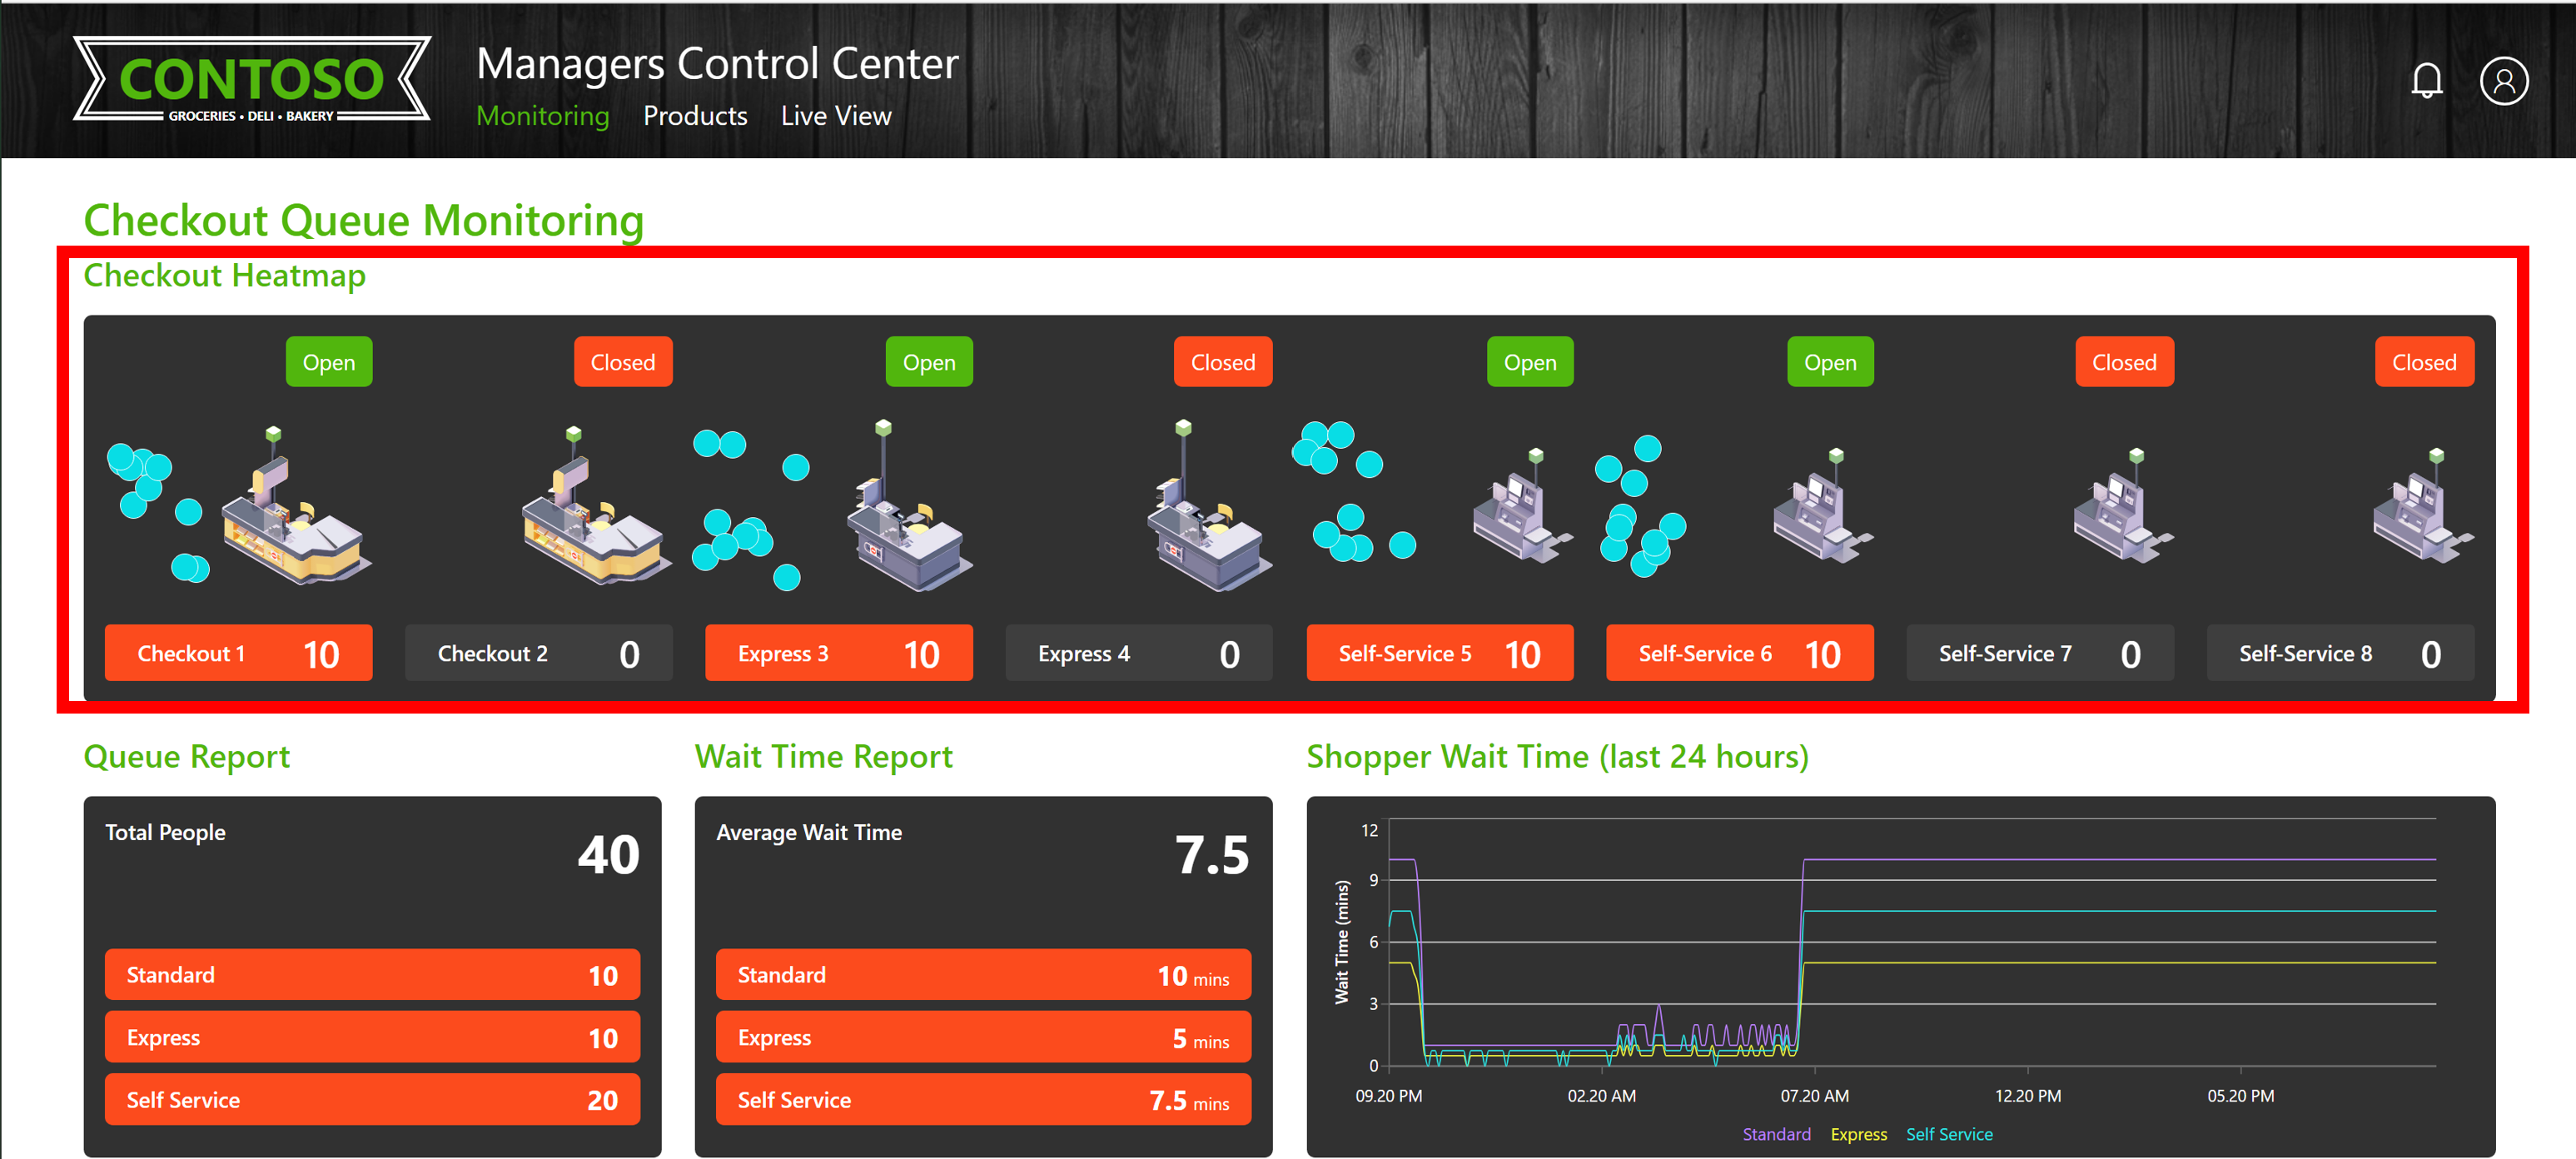 CONTOSO
GROCERIES • DELI • BAKERY
Managers Control Center
Monitoring Products Live View
Checkout Queue Monitoring
Checkout Heatmap
Open Closed Open Closed Open Open Closed Closed
Checkout 1 10 Checkout 2 0 Express 3 10 Express 4 0 Self-Service 5 10 Self-Service 6 10 Self-Service 7 0 Self-Service 8 0
Queue Report
Total People 40
Standard 10
Express 10
Self Service 20
Wait Time Report
Average Wait Time 7.5
Standard 10 mins
Express 5 mins
Self Service 7.5 mins
Shopper Wait Time (last 24 hours)
Wait Time (mins)
12
9
6
3
0
09.20 PM 02.20 AM 07.20 AM 12.20 PM 05.20 PM
Standard Express Self Service